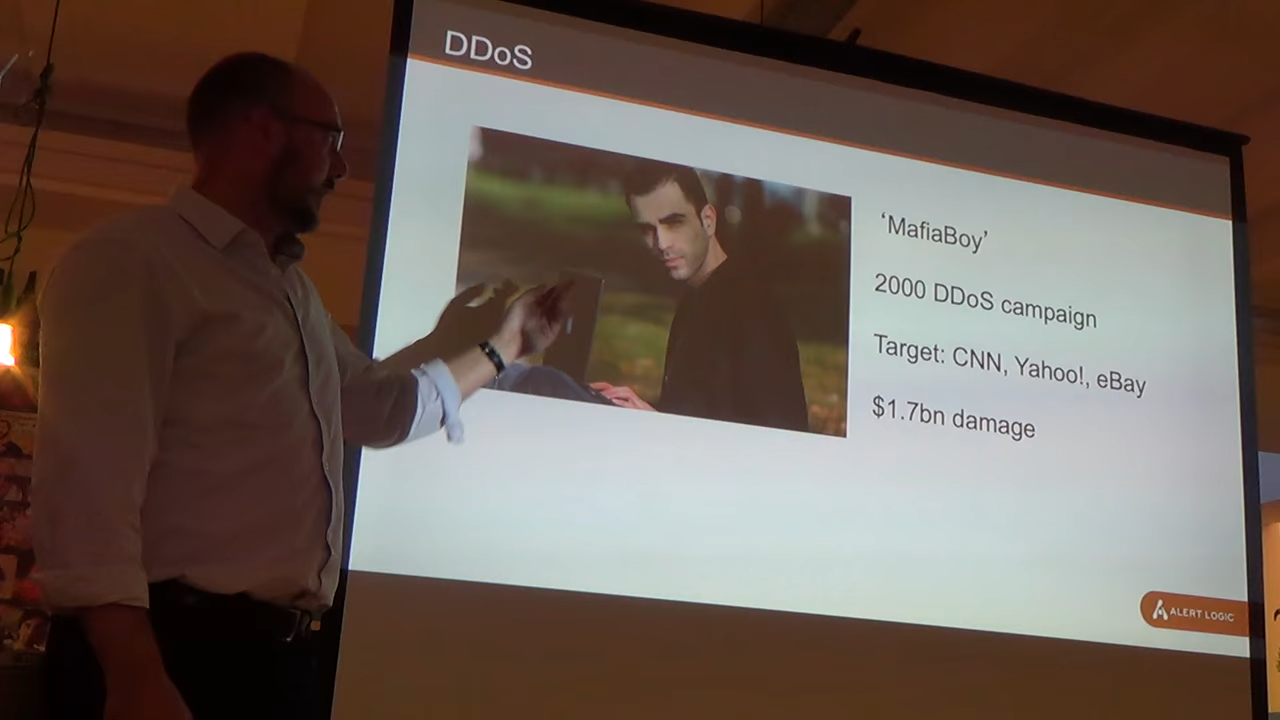 DDoS
‘MafiaBoy’
2000 DDoS campaign
Target: CNN, Yahoo!, eBay
$1.7bn damage
ALERT LOGIC